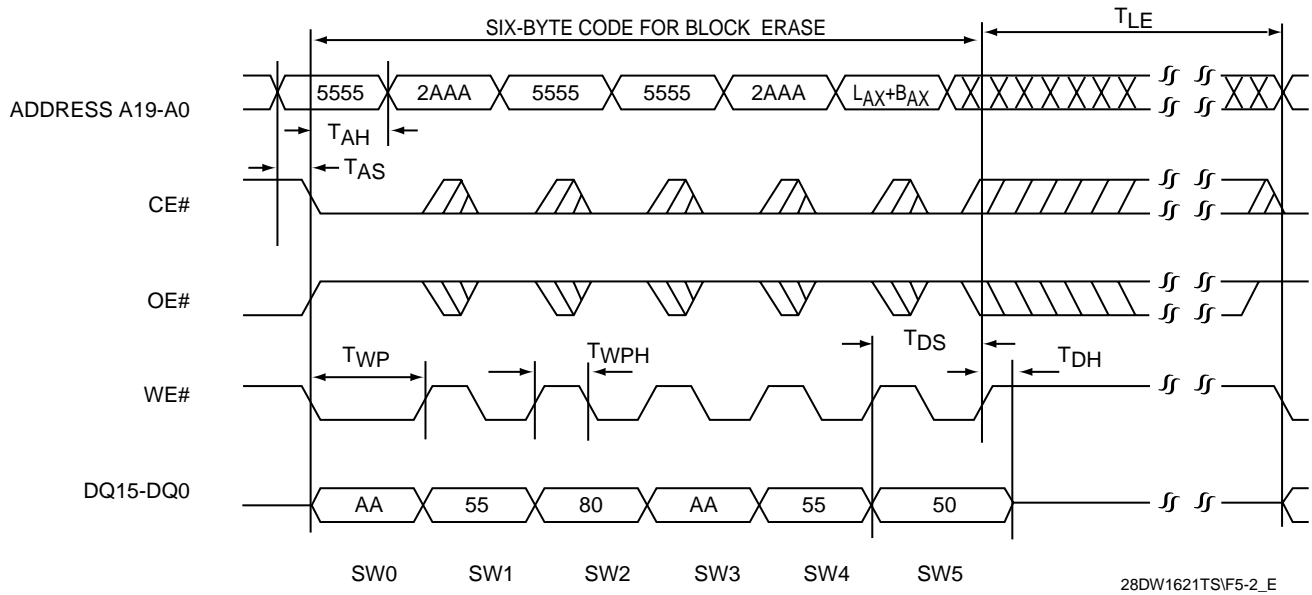 SIX-BYTE CODE FOR BLOCK ERASE
TLE
ADDRESS A19-A0
5555 2AAA 5555 5555 2AAA LAX+BAX
TAH
TAS
CE#
OE#
TWP TWPH TDS TDH
WE#
DQ15-DQ0
AA 55 80 AA 55 50
SW0 SW1 SW2 SW3 SW4 SW5
28DW1621TS\F5-2_E